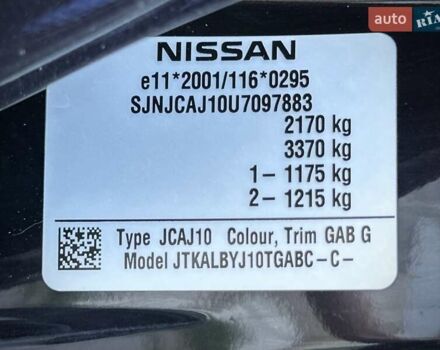 auto RIA
NISSAN
e11*2001/116*0295
SJNJCAJ10U7097883
2170 kg
3370 kg
1- 1175 kg
2- 1215 kg
Type JCAJ10 Colour, Trim GAB G
Model JTKALBYJ10TGABC-C-